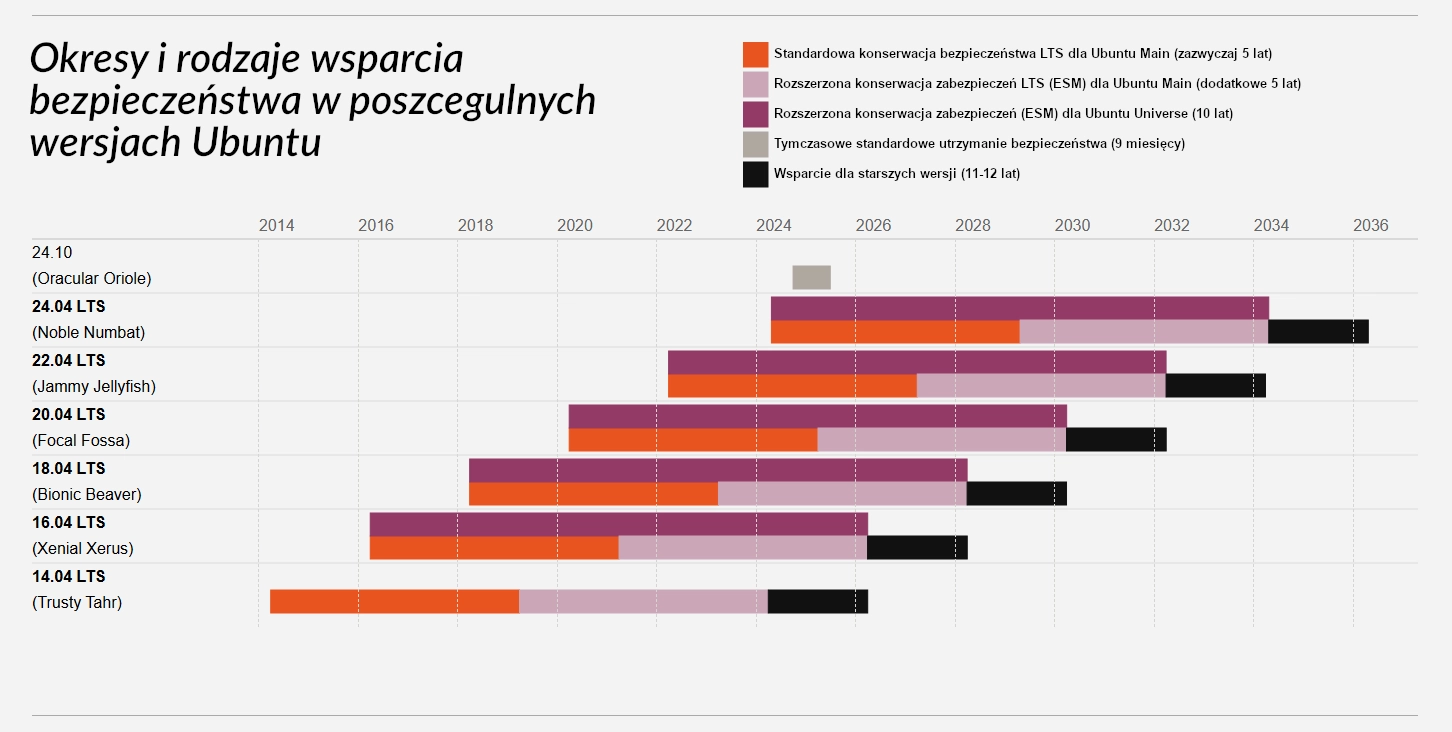 Okresy i rodzaje wsparcia
bezpieczeństwa w poszcegulnych
wersjach Ubuntu
Standardowa konserwacja bezpieczeństwa LTS dla Ubuntu Main (zazwyczaj 5 lat)
Rozszerzona konserwacja zabezpieczeń LTS (ESM) dla Ubuntu Main (dodatkowe 5 lat)
Rozszerzona konserwacja zabezpieczeń (ESM) dla Ubuntu Universe (10 lat)
Tymczasowe standardowe utrzymanie bezpieczeństwa (9 miesięcy)
Wsparcie dla starszych wersji (11-12 lat)
2014 2016 2018 2020 2022 2024 2026 2028 2030 2032 2034 2036
24.10
(Oracular Oriole)
24.04 LTS
(Noble Numbat)
22.04 LTS
(Jammy Jellyfish)
20.04 LTS
(Focal Fossa)
18.04 LTS
(Bionic Beaver)
16.04 LTS
(Xenial Xerus)
14.04 LTS
(Trusty Tahr)